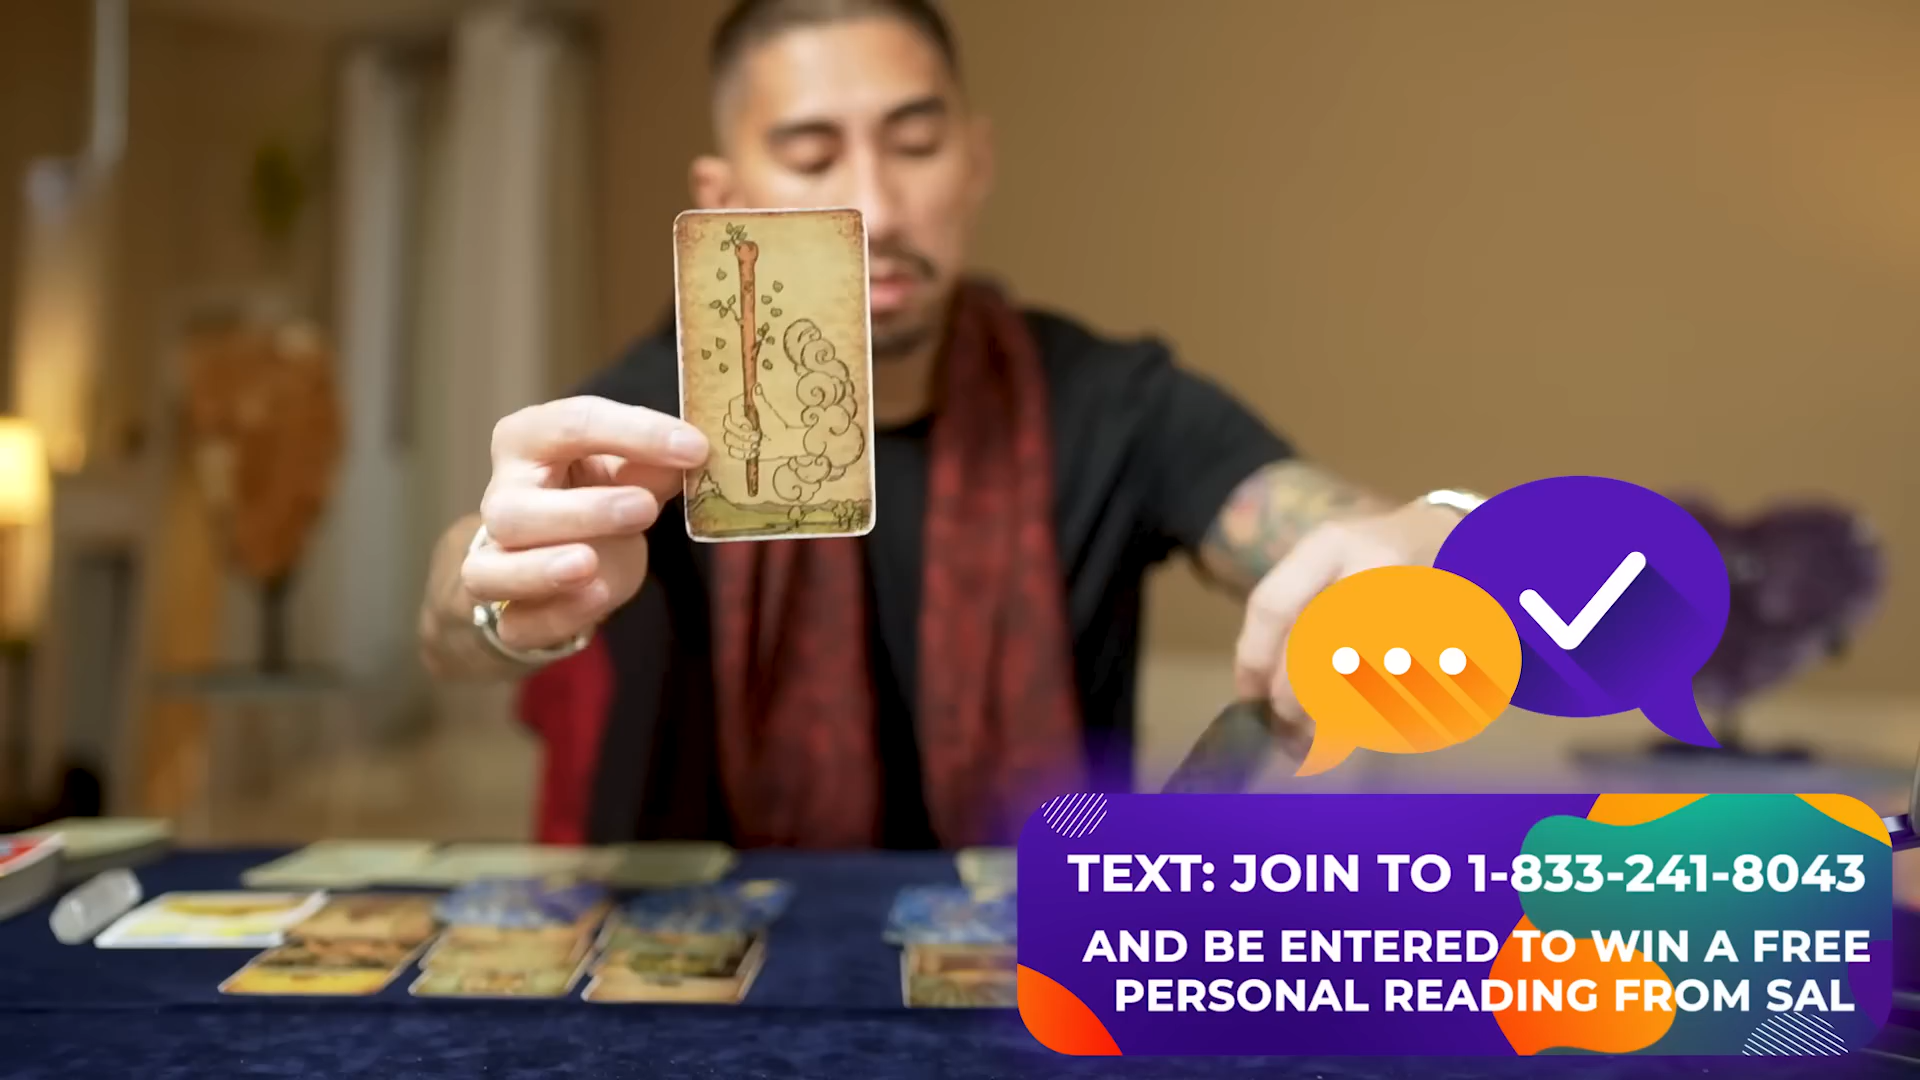 TEXT: JOIN TO 1-833-241-8043
AND BE ENTERED TO WIN A FREE
PERSONAL READING FROM SAL